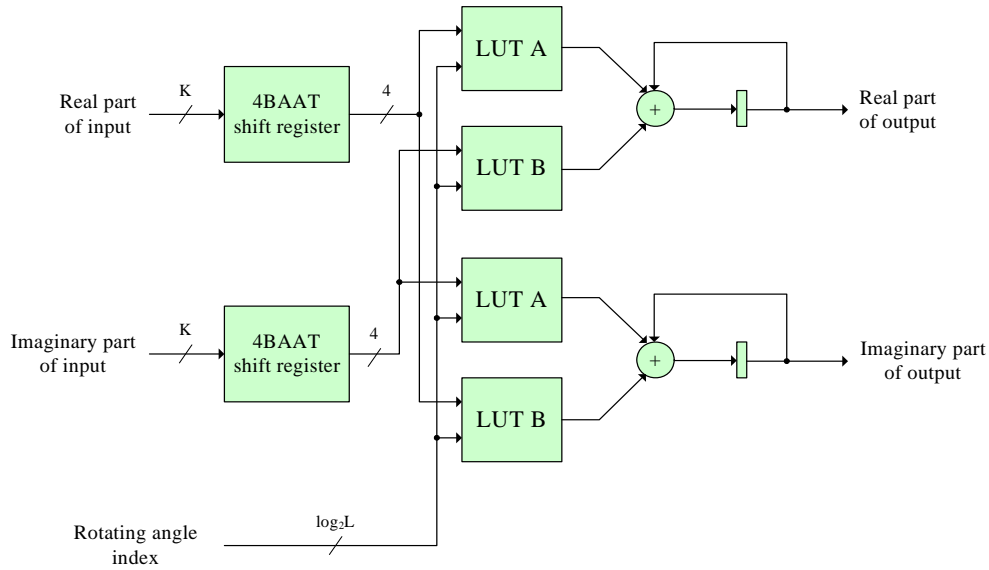 LUT A
K
4BAAT
shift register
4
Real part
of input
+
Real part
of output
LUT B
LUT A
K
4BAAT
shift register
4
Imaginary part
of input
+
Imaginary part
of output
LUT B
log₂L
Rotating angle
index